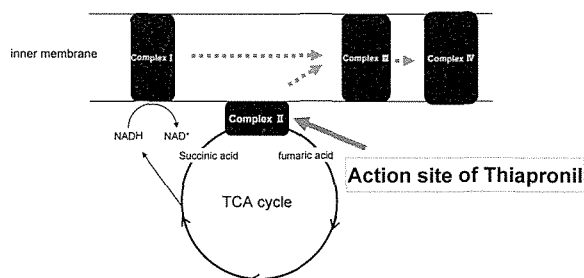 inner membrane
Complex I
Complex III
Complex IV
NADH
NAD⁺
Complex II
Succinic acid
fumaric acid
Action site of Thiapronil
TCA cycle